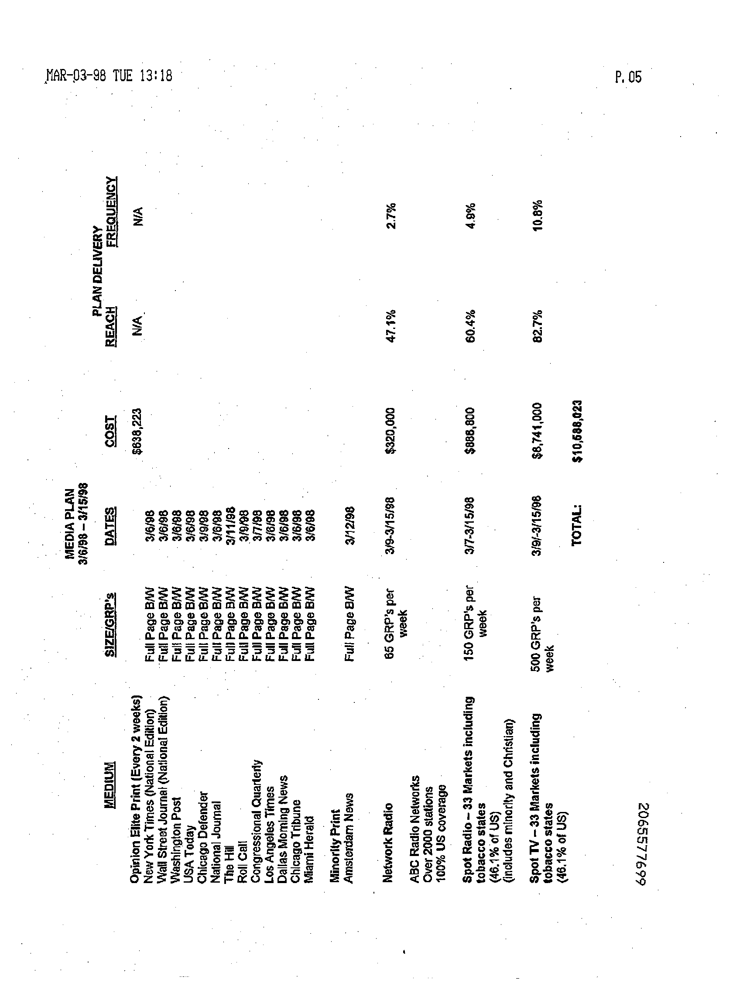 MAR-03-98 TUE 13:18 P.05
MEDIA PLAN
3/6/98 – 3/15/98
PLAN DELIVERY
MEDIUM SIZE/GRP's DATES COST REACH FREQUENCY
Opinion Elite Print (Every 2 weeks) $638,223 N/A N/A
New York Times (National Edition) Full Page B/W 3/6/98
Wall Street Journal (National Edition) Full Page B/W 3/6/98
Washington Post Full Page B/W 3/6/98
USA Today Full Page B/W 3/6/98
Chicago Defender Full Page B/W 3/9/98
National Journal Full Page B/W 3/6/98
The Hill Full Page B/W 3/11/98
Roll Call Full Page B/W 3/9/98
Congressional Quarterly Full Page B/W 3/7/98
Los Angeles Times Full Page B/W 3/6/98
Dallas Morning News Full Page B/W 3/6/98
Chicago Tribune Full Page B/W 3/6/98
Miami Herald Full Page B/W 3/6/98
Minority Print
Amsterdam News Full Page B/W 3/12/98
Network Radio 65 GRP's per 3/9-3/15/98 $320,000 47.1% 2.7%
week
ABC Radio Networks
Over 2000 stations
100% US coverage
Spot Radio – 33 Markets including 150 GRP's per 3/7-3/15/98 $888,800 60.4% 4.9%
tobacco states week
(46.1% of US)
(includes minority and Christian)
Spot TV – 33 Markets including 500 GRP's per 3/9/-3/15/98 $8,741,000 82.7% 10.8%
tobacco states week
(46.1% of US)
TOTAL: $10,588,023
2065577699